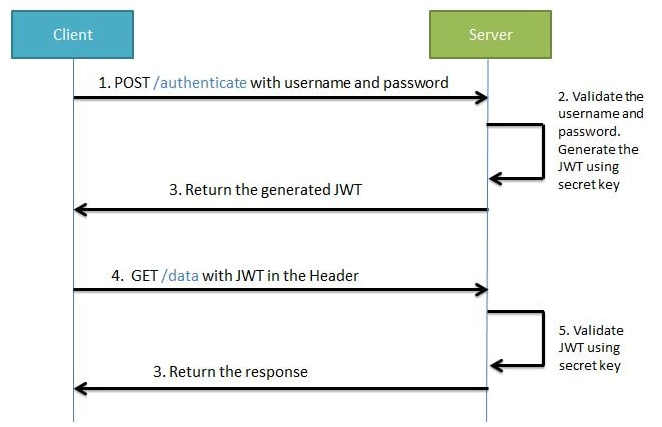 Client
Server
1. POST /authenticate with username and password
2. Validate the
username and
password.
Generate the
JWT using
secret key
3. Return the generated JWT
4. GET /data with JWT in the Header
5. Validate
JWT using
secret key
3. Return the response